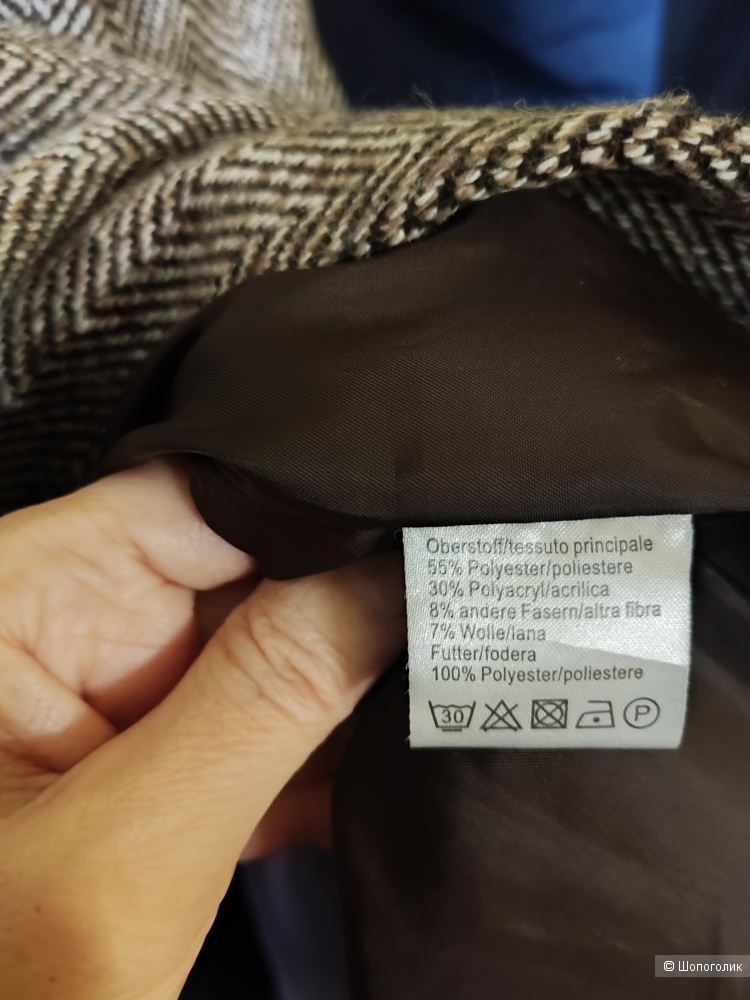 Oberstoff/tessuto principale
55% Polyester/poliestere
30% Polyacryl/acrilica
8% andere Fasern/altra fibra
7% Wolle/lana
Futter/fodera
100% Polyester/poliestere
30 P
© Шопоголик